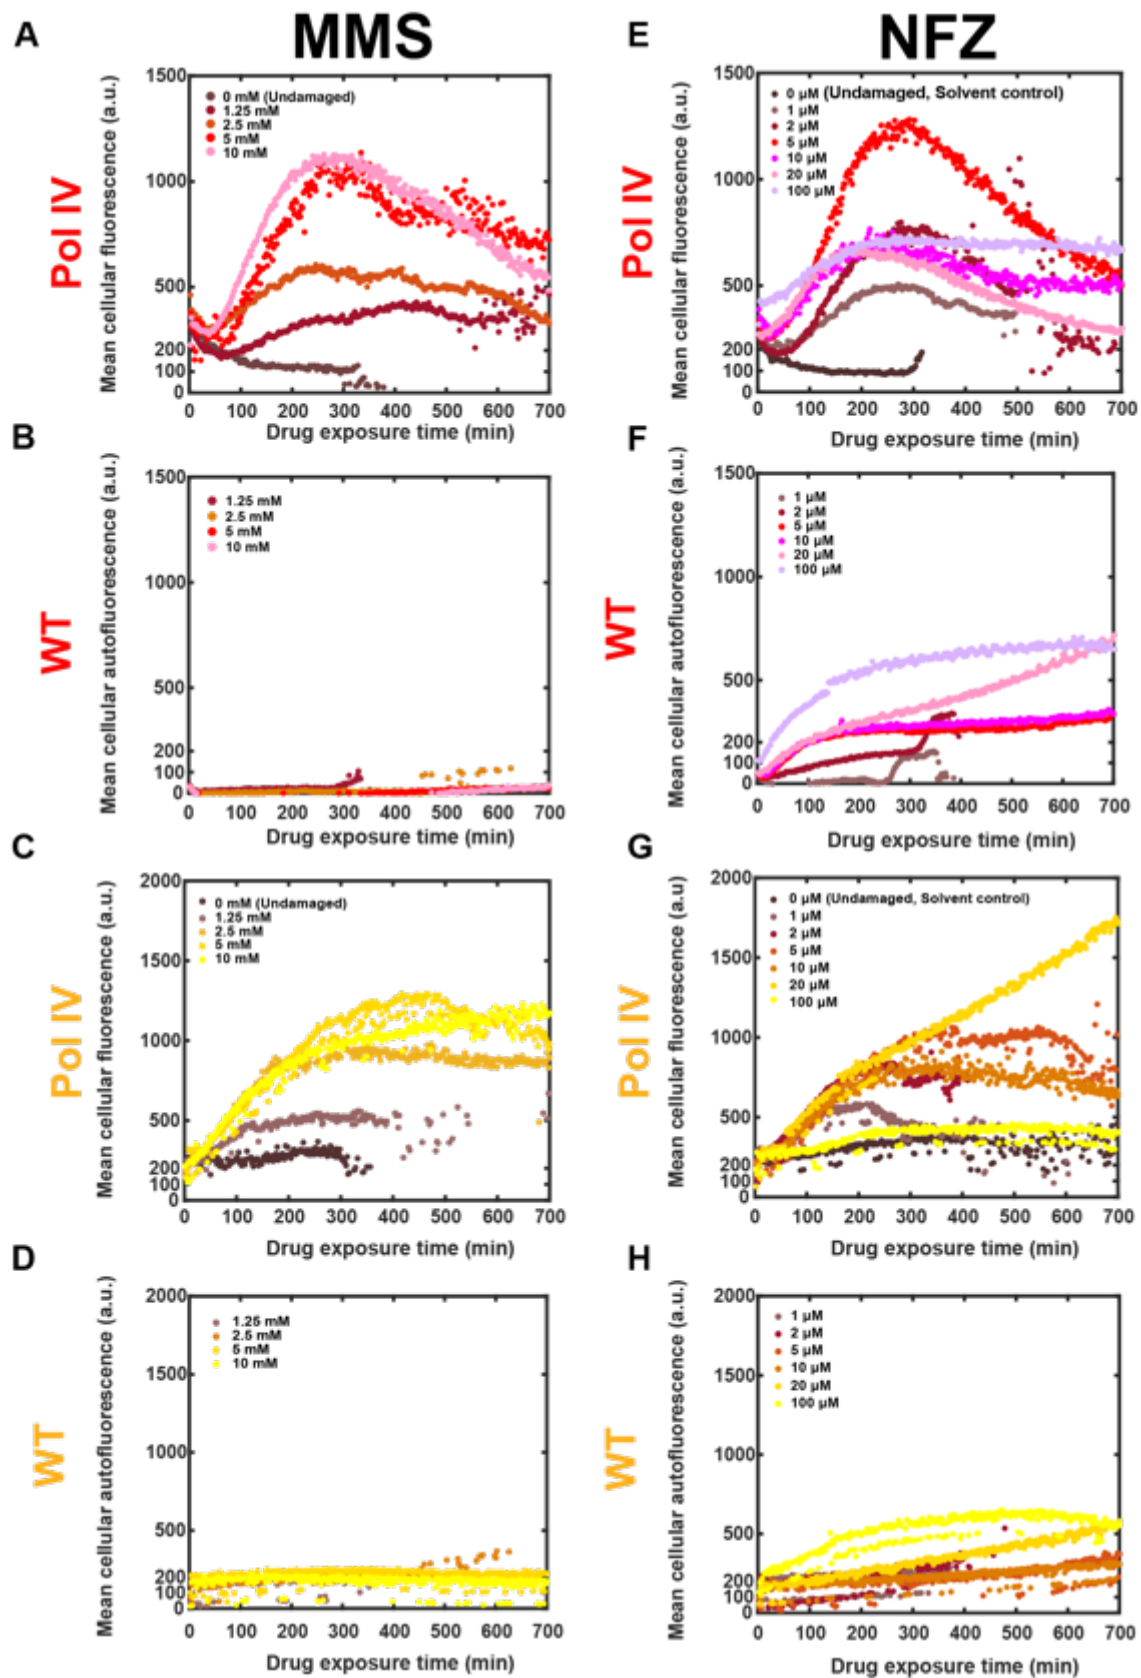 MMS
NFZ
A
Pol IV
Mean cellular fluorescence (a.u.)
1500
1000
500
200
100
0
0 mM (Undamaged)
1.25 mM
2.5 mM
5 mM
10 mM
0 100 200 300 400 500 600 700
Drug exposure time (min)
B
WT
Mean cellular autofluorescence (a.u.)
1500
1000
500
200
100
0
1.25 mM
2.5 mM
5 mM
10 mM
0 100 200 300 400 500 600 700
Drug exposure time (min)
C
Pol IV
Mean cellular fluorescence (a.u.)
2000
1500
1000
500
200
100
0
0 mM (Undamaged)
1.25 mM
2.5 mM
5 mM
10 mM
0 100 200 300 400 500 600 700
Drug exposure time (min)
D
WT
Mean cellular autofluorescence (a.u.)
2000
1500
1000
500
200
100
0
1.25 mM
2.5 mM
5 mM
10 mM
0 100 200 300 400 500 600 700
Drug exposure time (min)
E
Pol IV
Mean cellular fluorescence (a.u.)
1500
1000
500
200
100
0
0 µM (Undamaged, Solvent control)
1 µM
2 µM
5 µM
10 µM
20 µM
100 µM
0 100 200 300 400 500 600 700
Drug exposure time (min)
F
WT
Mean cellular autofluorescence (a.u.)
1500
1000
500
200
100
0
1 µM
2 µM
5 µM
10 µM
20 µM
100 µM
0 100 200 300 400 500 600 700
Drug exposure time (min)
G
Pol IV
Mean cellular fluorescence (a.u)
2000
1500
1000
500
200
100
0
0 µM (Undamaged, Solvent control)
1 µM
2 µM
5 µM
10 µM
20 µM
100 µM
0 100 200 300 400 500 600 700
Drug exposure time (min)
H
WT
Mean cellular autofluorescence (a.u.)
2000
1500
1000
500
200
100
0
1 µM
2 µM
5 µM
10 µM
20 µM
100 µM
0 100 200 300 400 500 600 700
Drug exposure time (min)